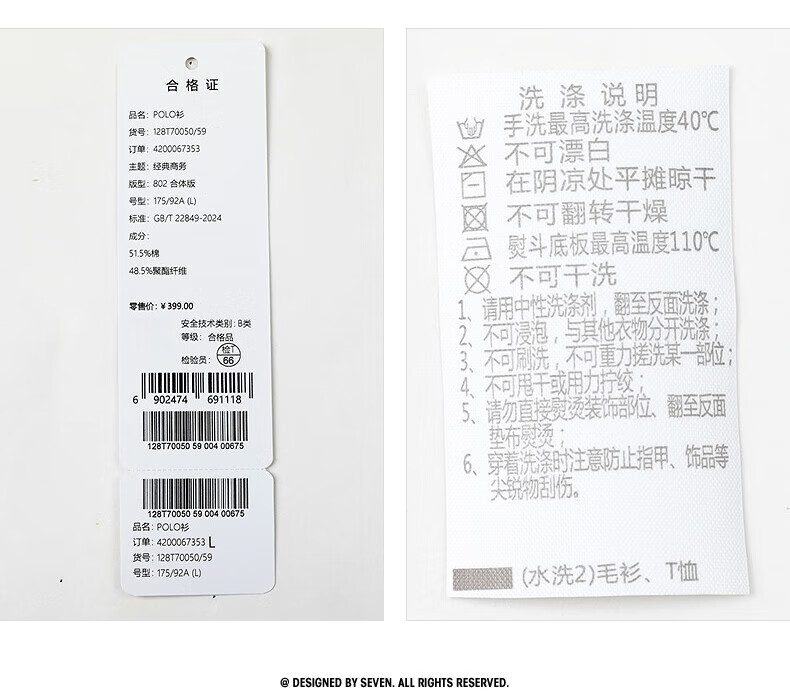 合格证
品名: POLO衫
货号: 128T70050/59
订单: 4200067353
主题: 经典商务
版型: 802 合体版
号型: 175/92A (L)
标准: GB/T 22849-2024
成分:
51.5%棉
48.5%聚酯纤维
零售价: ¥399.00
安全技术类别: B类
等级: 合格品
检验员: 检T 66
6 902474 691118
128T70050 59 004 00675
128T70050 59 004 00675
品名: POLO衫
订单: 4200067353 L
货号: 128T70050/59
号型: 175/92A (L)
洗涤说明
手洗最高洗涤温度40℃
不可漂白
在阴凉处平摊晾干
不可翻转干燥
熨斗底板最高温度110℃
不可干洗
1、请用中性洗涤剂，翻至反面洗涤；
2、不可浸泡，与其他衣物分开洗涤；
3、不可刷洗，不可重力搓洗某一部位；
4、不可甩干或用力拧绞；
5、请勿直接熨烫装饰部位、翻至反面
垫布熨烫；
6、穿着洗涤时注意防止指甲、饰品等
尖锐物刮伤。
(水洗2)毛衫、T恤
@ DESIGNED BY SEVEN. ALL RIGHTS RESERVED.